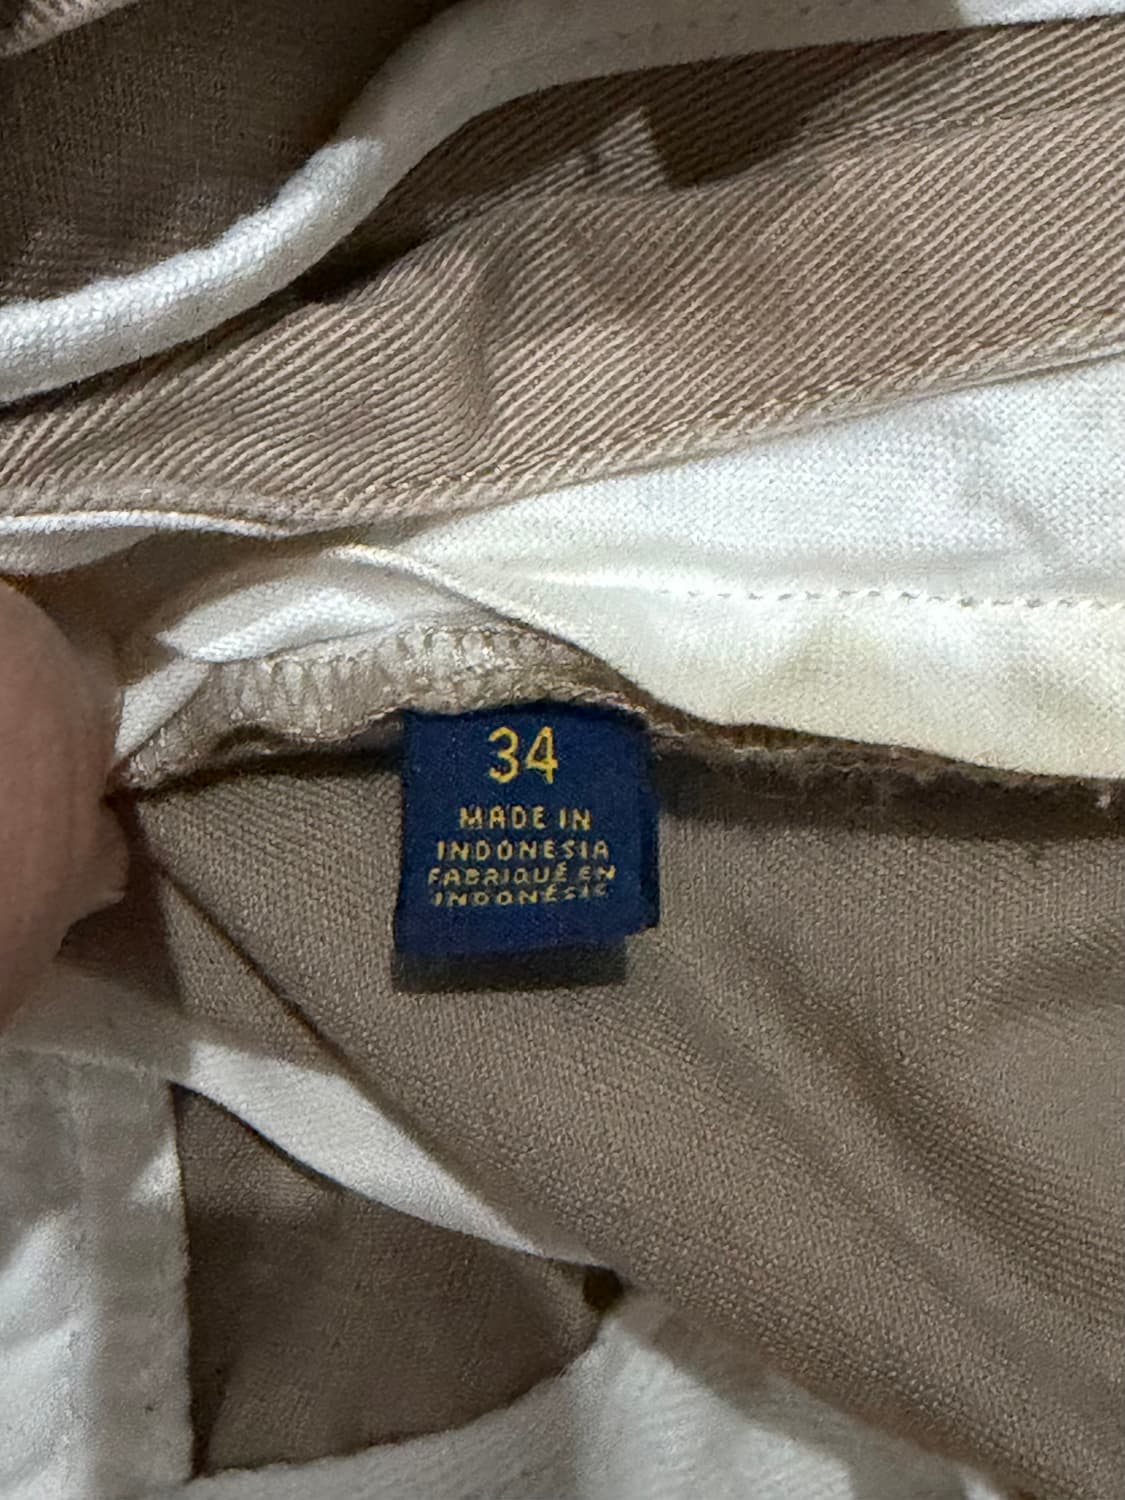 34
MADE IN
INDONESIA
FABRIQUÉ EN
INDONÉSIE